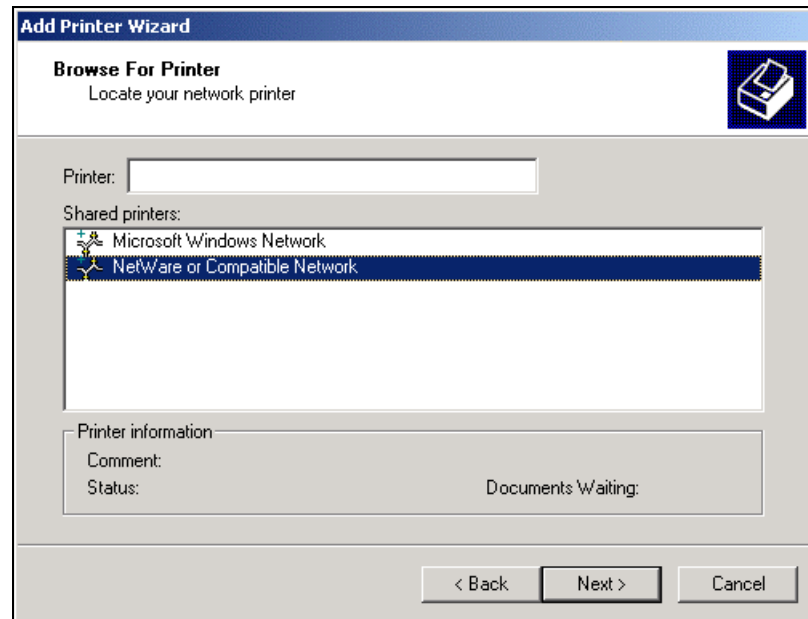 Add Printer Wizard
Browse For Printer
Locate your network printer
Printer:
Shared printers:
Microsoft Windows Network
NetWare or Compatible Network
Printer information
Comment:
Status: Documents Waiting:
< Back Next > Cancel